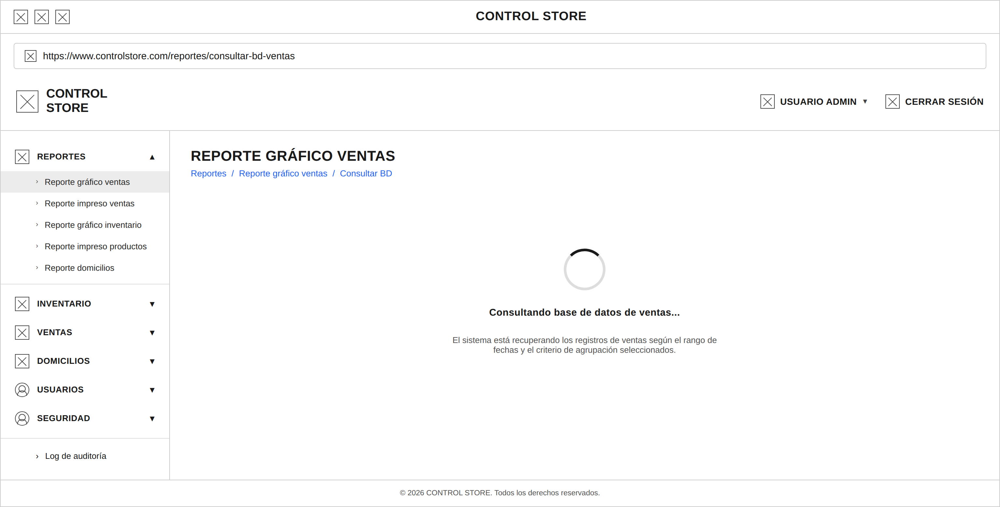 CONTROL STORE
https://www.controlstore.com/reportes/consultar-bd-ventas
CONTROL
STORE
USUARIO ADMIN ▼
CERRAR SESIÓN
REPORTES ▲
› Reporte gráfico ventas
› Reporte impreso ventas
› Reporte gráfico inventario
› Reporte impreso productos
› Reporte domicilios
INVENTARIO ▼
VENTAS ▼
DOMICILIOS ▼
USUARIOS ▼
SEGURIDAD ▼
› Log de auditoría
REPORTE GRÁFICO VENTAS
Reportes / Reporte gráfico ventas / Consultar BD
Consultando base de datos de ventas...
El sistema está recuperando los registros de ventas según el rango de
fechas y el criterio de agrupación seleccionados.
© 2026 CONTROL STORE. Todos los derechos reservados.